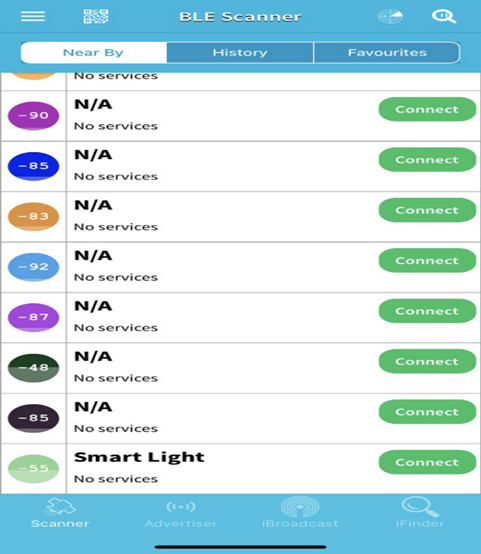 BLE Scanner
Near By
History
Favourites
No services
-90
N/A
No services
Connect
-85
N/A
No services
Connect
-83
N/A
No services
Connect
-92
N/A
No services
Connect
-87
N/A
No services
Connect
-48
N/A
No services
Connect
-85
N/A
No services
Connect
-55
Smart Light
No services
Connect
Scanner
Advertiser
iBroadcast
iFinder